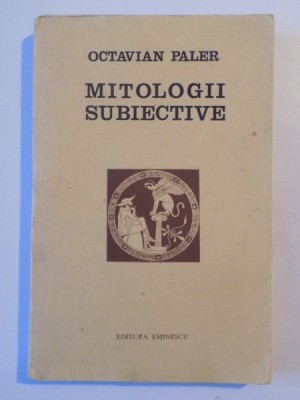 OCTAVIAN PALER
MITOLOGII
SUBIECTIVE
EDITURA EMINESCU